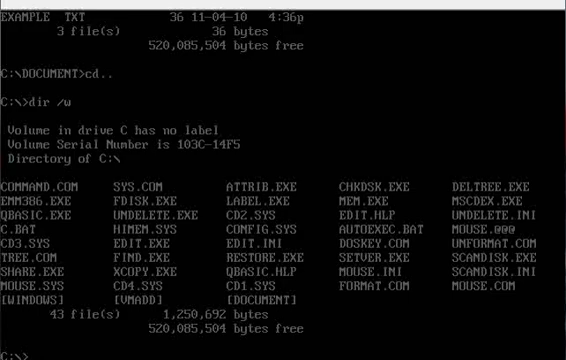 EXAMPLE  TXT            36 11-04-10   4:36p
        3 file(s)             36 bytes
                     520,085,504 bytes free
C:\DOCUMENT>cd..
C:\>dir /w
 Volume in drive C has no label
 Volume Serial Number is 103C-14F5
 Directory of C:\
COMMAND.COM     SYS.COM         ATTRIB.EXE      CHKDSK.EXE      DELTREE.EXE
EMM386.EXE      FDISK.EXE       LABEL.EXE       MEM.EXE         MSCDEX.EXE
QBASIC.EXE      UNDELETE.EXE    CD2.SYS         EDIT.HLP        UNDELETE.INI
C.BAT           HIMEM.SYS       CONFIG.SYS      AUTOEXEC.BAT    MOUSE.@@@
CD3.SYS         EDIT.EXE        EDIT.INI        DOSKEY.COM      UNFORMAT.COM
TREE.COM        FIND.EXE        RESTORE.EXE     SETVER.EXE      SCANDISK.EXE
SHARE.EXE       XCOPY.EXE       QBASIC.HLP      MOUSE.INI       SCANDISK.INI
MOUSE.SYS       CD4.SYS         CD1.SYS         FORMAT.COM      MOUSE.COM
[WINDOWS]       [VMADD]         [DOCUMENT]
       43 file(s)      1,250,692 bytes
                     520,085,504 bytes free
C:\>